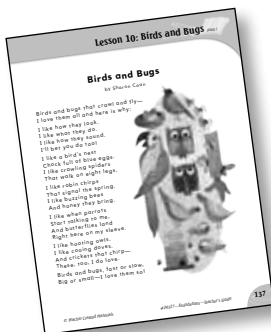 Lesson 10: Birds and Bugs
Birds and Bugs
by Sharon Coan
Birds and bugs that crawl and fly—
I love them all and here is why:
I like how they look.
I like what they do.
I like how they sound.
I'll bet you do too!
I like a bird's nest
Chock full of blue eggs.
I like crawling spiders
That walk on eight legs.
I like robin chirps
That signal the spring.
I like buzzing bees
And honey they bring.
I like when parrots
Start talking to me.
And butterflies land
Right here on my sleeve.
I like hooting owls.
I like cooing doves.
And crickets that chirp—
These, too, I do love.
Birds and bugs, fast or slow,
Big or small—I love them so!
137